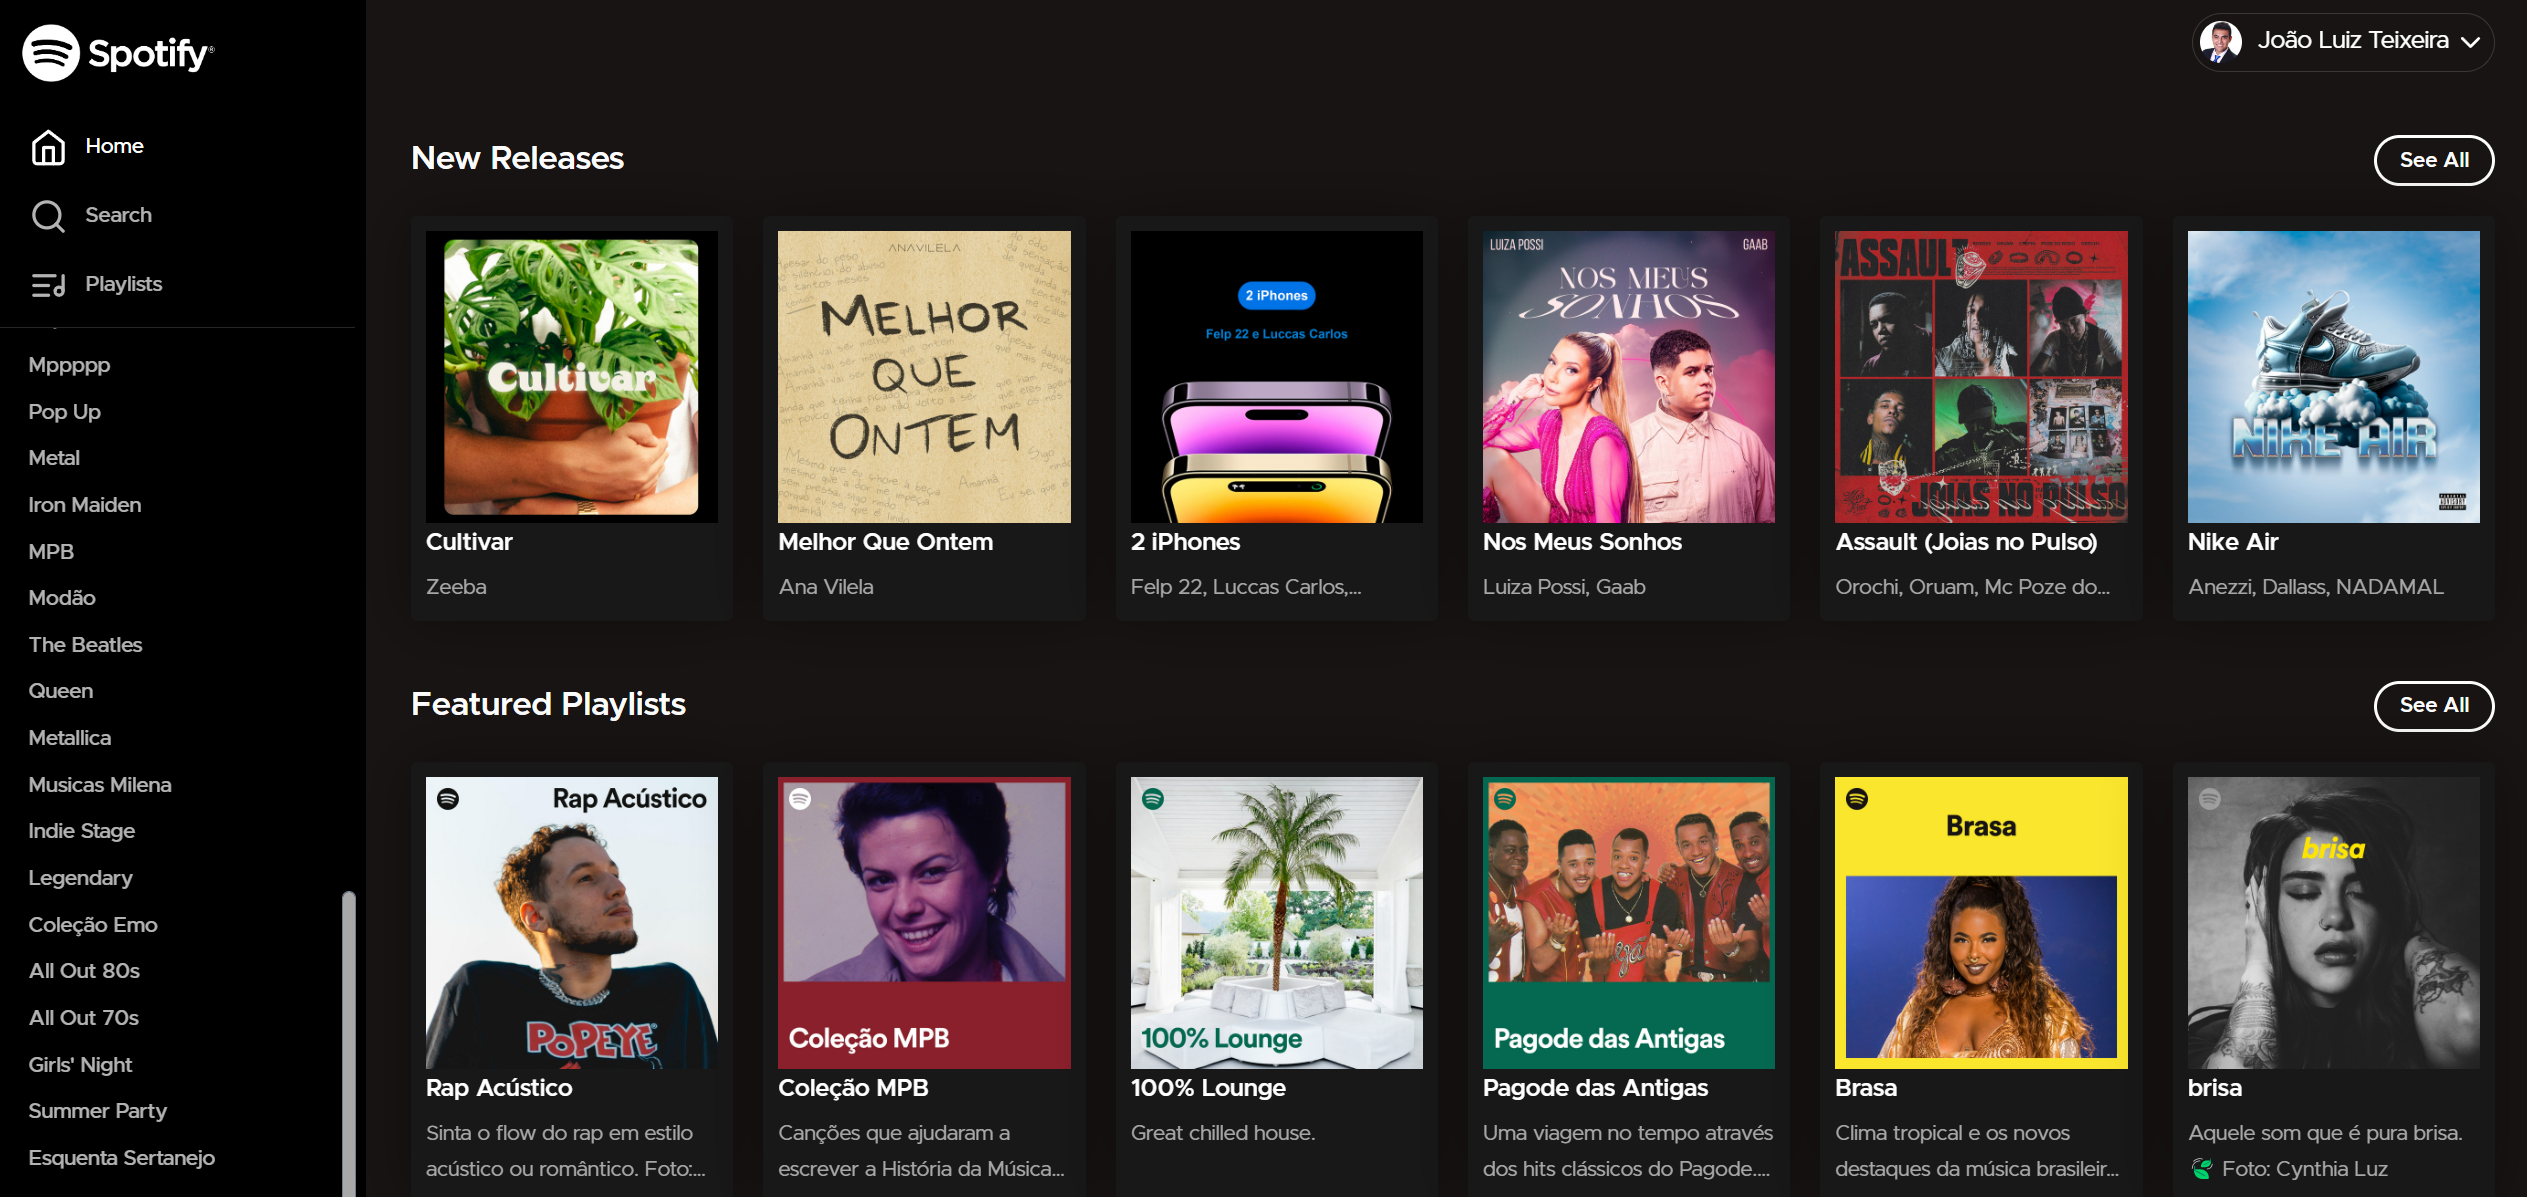 Spotify®
Home
Search
Playlists
Mppppp
Pop Up
Metal
Iron Maiden
MPB
Modão
The Beatles
Queen
Metallica
Musicas Milena
Indie Stage
Legendary
Coleção Emo
All Out 80s
All Out 70s
Girls' Night
Summer Party
Esquenta Sertanejo
João Luiz Teixeira
New Releases
See All
Cultivar
Cultivar
Zeeba
ANAVILELA
MELHOR
QUE
ONTEM
Melhor Que Ontem
Ana Vilela
2 iPhones
Felp 22 e Luccas Carlos
2 iPhones
Felp 22, Luccas Carlos,...
LUIZA POSSI
GAAB
NOS MEUS
SONHOS
Nos Meus Sonhos
Luiza Possi, Gaab
ASSAULT
JOIAS NO PULSO
Assault (Joias no Pulso)
Orochi, Oruam, Mc Poze do...
NIKE AIR
Nike Air
Anezzi, Dallass, NADAMAL
Featured Playlists
See All
Rap Acústico
POPEYE
Rap Acústico
Sinta o flow do rap em estilo
acústico ou romântico. Foto:...
Coleção MPB
Coleção MPB
Canções que ajudaram a
escrever a História da Música...
100% Lounge
100% Lounge
Great chilled house.
Pagode das Antigas
Pagode das Antigas
Uma viagem no tempo através
dos hits clássicos do Pagode....
Brasa
Brasa
Clima tropical e os novos
destaques da música brasileir...
brisa
brisa
Aquele som que é pura brisa.
Foto: Cynthia Luz